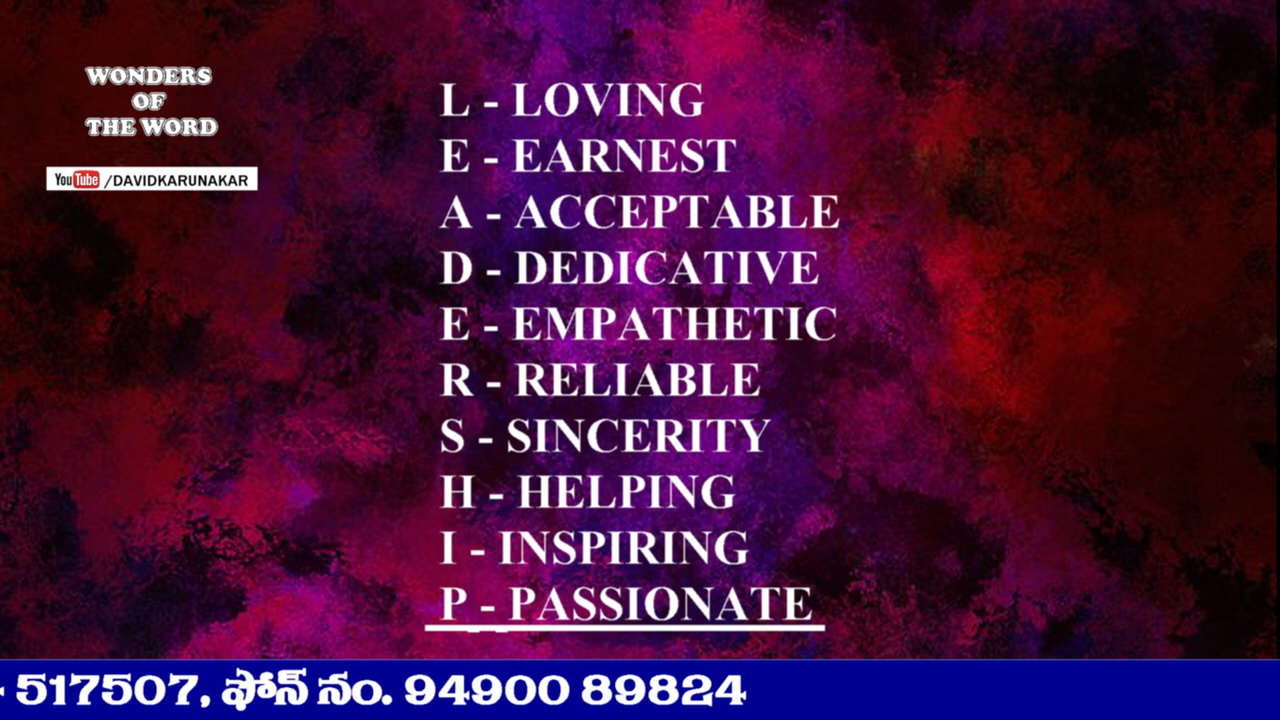 WONDERS
OF
THE WORD
YouTube /DAVIDKARUNAKAR
L - LOVING
E - EARNEST
A - ACCEPTABLE
D - DEDICATIVE
E - EMPATHETIC
R - RELIABLE
S - SINCERITY
H - HELPING
I - INSPIRING
P - PASSIONATE
- 517507, ఫోన్ నం. 94900 89824